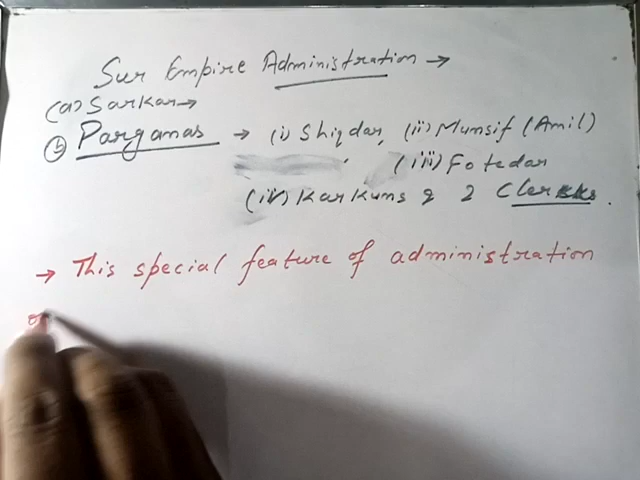 Sur Empire Administration →
(a) Sarkar →
(b) Parganas → (i) Shiqdar, (ii) Munsif (Amil)
(iii) Fotedar
(iv) Karkuns & 2 Clerks.
→ This special feature of administration